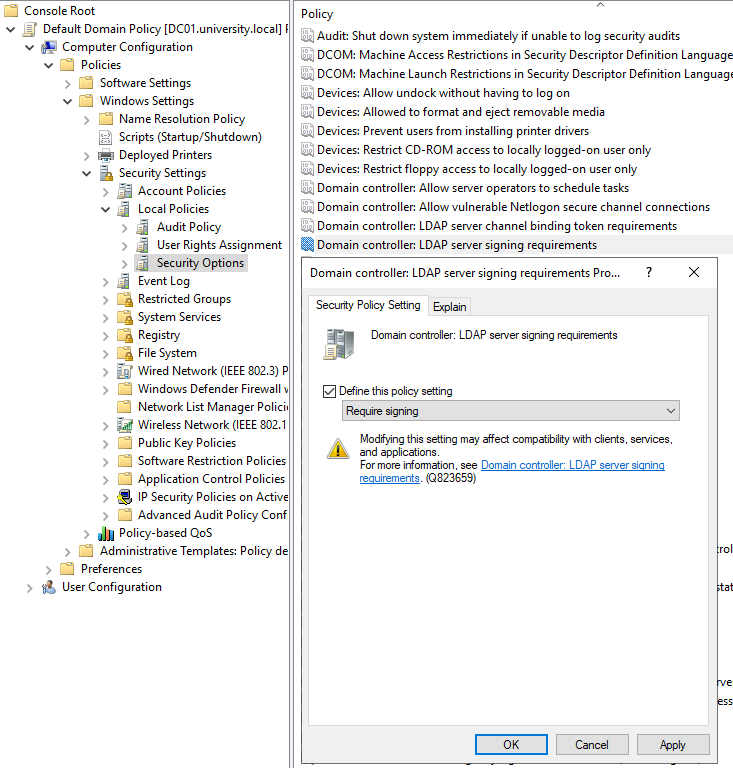 Console Root
Default Domain Policy [DC01.university.local]
Computer Configuration
Policies
Software Settings
Windows Settings
Name Resolution Policy
Scripts (Startup/Shutdown)
Deployed Printers
Security Settings
Account Policies
Local Policies
Audit Policy
User Rights Assignment
Security Options
Event Log
Restricted Groups
System Services
Registry
File System
Wired Network (IEEE 802.3) P
Windows Defender Firewall w
Network List Manager Policie
Wireless Network (IEEE 802.1
Public Key Policies
Software Restriction Policies
Application Control Policies
IP Security Policies on Active
Advanced Audit Policy Conf
Policy-based QoS
Administrative Templates: Policy de
Preferences
User Configuration
Policy
Audit: Shut down system immediately if unable to log security audits
DCOM: Machine Access Restrictions in Security Descriptor Definition Language
DCOM: Machine Launch Restrictions in Security Descriptor Definition Language
Devices: Allow undock without having to log on
Devices: Allowed to format and eject removable media
Devices: Prevent users from installing printer drivers
Devices: Restrict CD-ROM access to locally logged-on user only
Devices: Restrict floppy access to locally logged-on user only
Domain controller: Allow server operators to schedule tasks
Domain controller: Allow vulnerable Netlogon secure channel connections
Domain controller: LDAP server channel binding token requirements
Domain controller: LDAP server signing requirements
Domain controller: LDAP server signing requirements Pro... ?
Security Policy Setting Explain
Domain controller: LDAP server signing requirements
Define this policy setting
Require signing
Modifying this setting may affect compatibility with clients, services,
and applications.
For more information, see Domain controller: LDAP server signing
requirements. (Q823659)
OK Cancel Apply